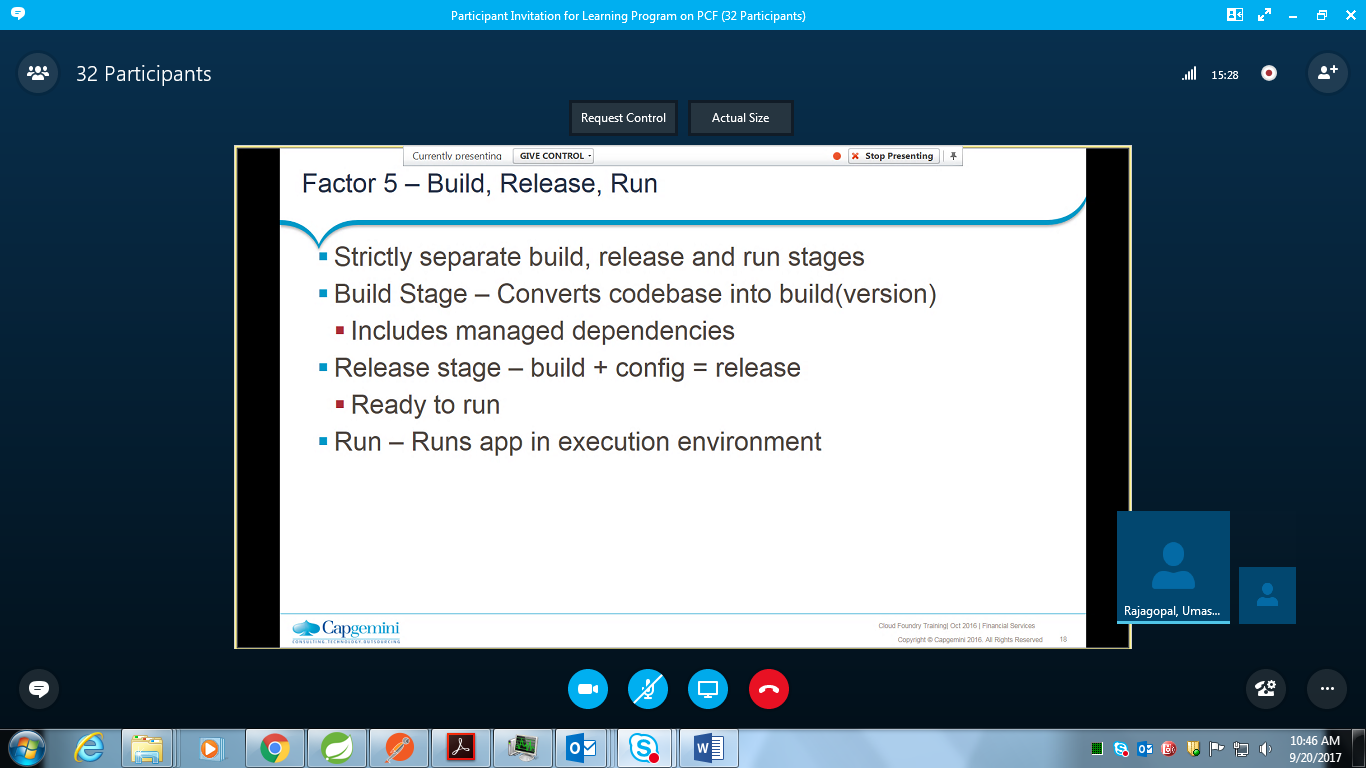 Participant Invitation for Learning Program on PCF (32 Participants)
32 Participants
15:28
Request Control
Actual Size
Currently presenting
GIVE CONTROL
Stop Presenting
Factor 5 – Build, Release, Run
Strictly separate build, release and run stages
Build Stage – Converts codebase into build(version)
Includes managed dependencies
Release stage – build + config = release
Ready to run
Run – Runs app in execution environment
Capgemini
CONSULTING.TECHNOLOGY.OUTSOURCING
Cloud Foundry Training| Oct 2016 | Financial Services
Copyright © Capgemini 2016. All Rights Reserved
18
Rajagopal, Umas...
10:46 AM
9/20/2017